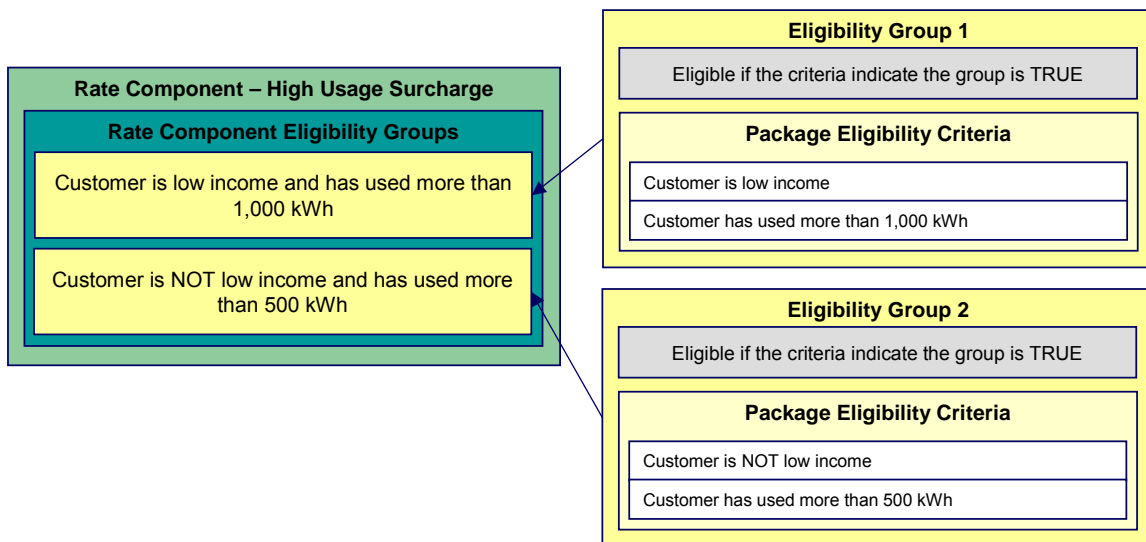 Rate Component – High Usage Surcharge
Rate Component Eligibility Groups
Customer is low income and has used more than
1,000 kWh
Customer is NOT low income and has used more
than 500 kWh
Eligibility Group 1
Eligible if the criteria indicate the group is TRUE
Package Eligibility Criteria
Customer is low income
Customer has used more than 1,000 kWh
Eligibility Group 2
Eligible if the criteria indicate the group is TRUE
Package Eligibility Criteria
Customer is NOT low income
Customer has used more than 500 kWh